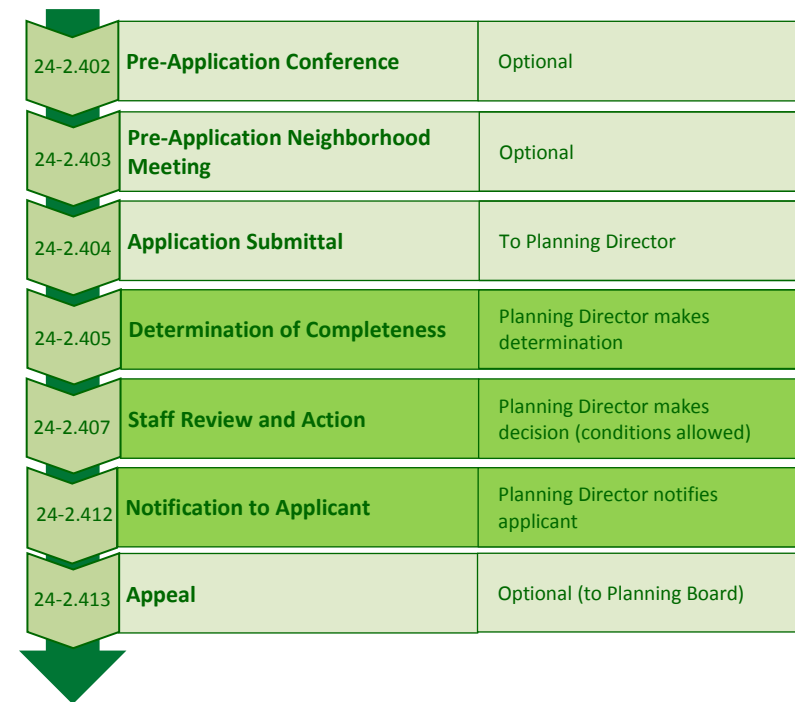 24-2.402
Pre-Application Conference
Optional
24-2.403
Pre-Application Neighborhood
Meeting
Optional
24-2.404
Application Submittal
To Planning Director
24-2.405
Determination of Completeness
Planning Director makes
determination
24-2.407
Staff Review and Action
Planning Director makes
decision (conditions allowed)
24-2.412
Notification to Applicant
Planning Director notifies
applicant
24-2.413
Appeal
Optional (to Planning Board)